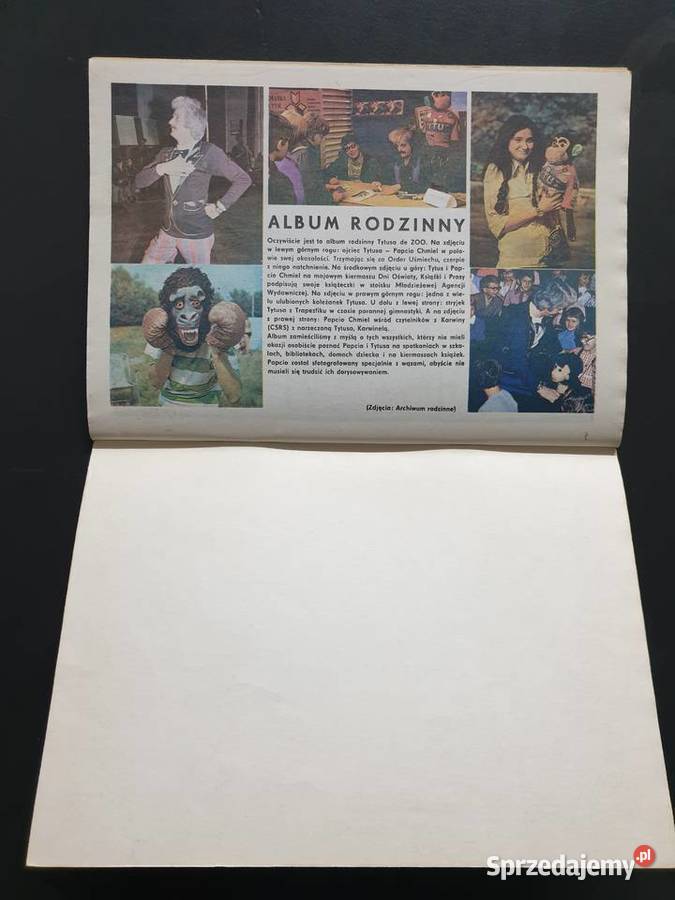 TYTUS
ALBUM RODZINNY
Oczywiście jest to album rodzinny Tytusa de ZOO. Na zdjęciu
w lewym górnym rogu: ojciec Tytusa — Papcio Chmiel w poło-
wie swej okazałości. Trzymając się za Order Uśmiechu, czerpie
z niego natchnienie. Na środkowym zdjęciu u góry: Tytus i Pap-
cio Chmiel na majowym kiermaszu Dni Oświaty, Książki i Prasy
podpisują swoje książeczki w stoisku Młodzieżowej Agencji
Wydawniczej. Na zdjęciu w prawym górnym rogu: jedna z wie-
lu ulubionych koleżanek Tytusa. U dołu z lewej strony: stryjek
Tytusa z Trapezfiku w czasie porannej gimnastyki. A na zdjęciu
z prawej strony: Papcio Chmiel wśród czytelników z Karwiny
(CSRS) z narzeczoną Tytusa, Karwinelą.
Album zamieściliśmy z myślą o tych wszystkich, którzy nie mieli
okazji osobiście poznać Papcia i Tytusa na spotkaniach w szko-
łach, bibliotekach, domach dziecka i na kiermaszach książek.
Papcio został sfotografowany specjalnie z wąsami, abyście nie
musieli się trudzić ich dorysowywaniem.
(Zdjęcia: Archiwum rodzinne)
Sprzedajemy.pl